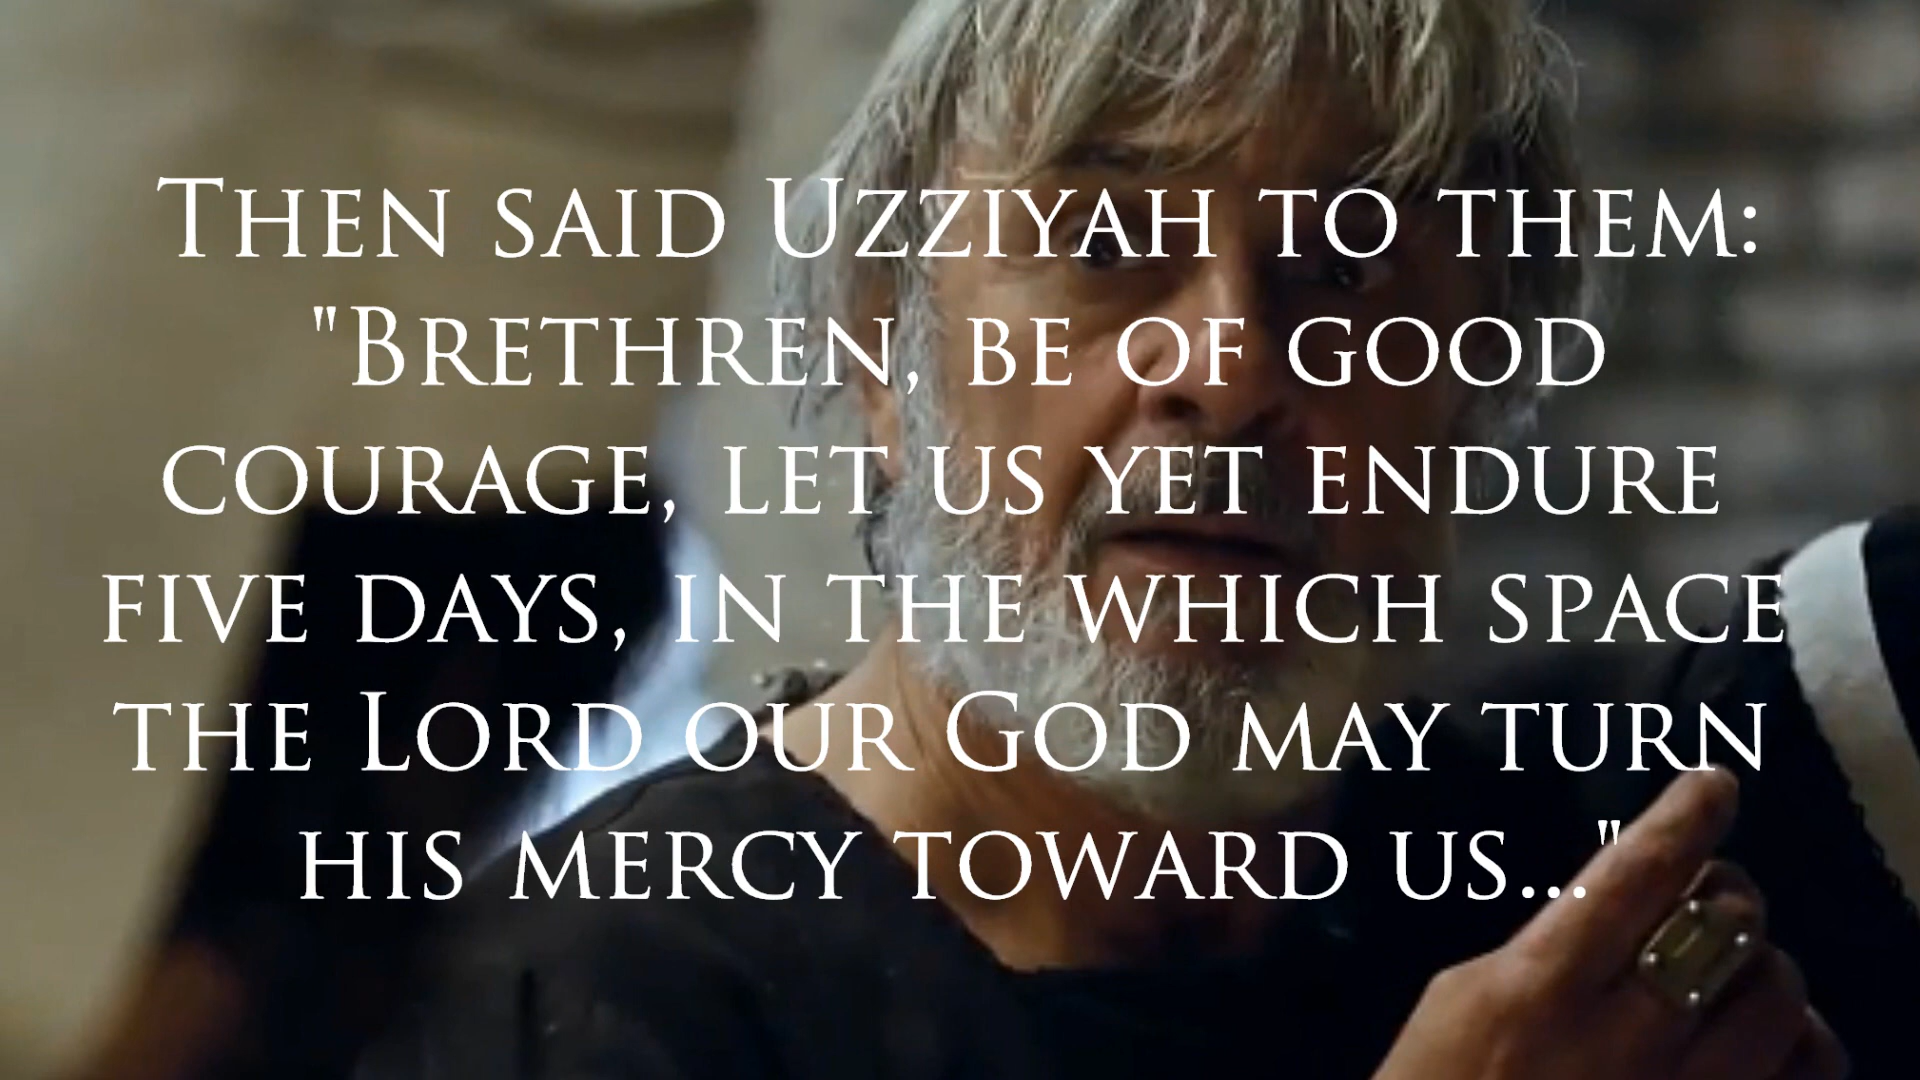 Then said Uzziyah to them:
"Brethren, be of good
courage, let us yet endure
five days, in the which space
the Lord our God may turn
his mercy toward us..."